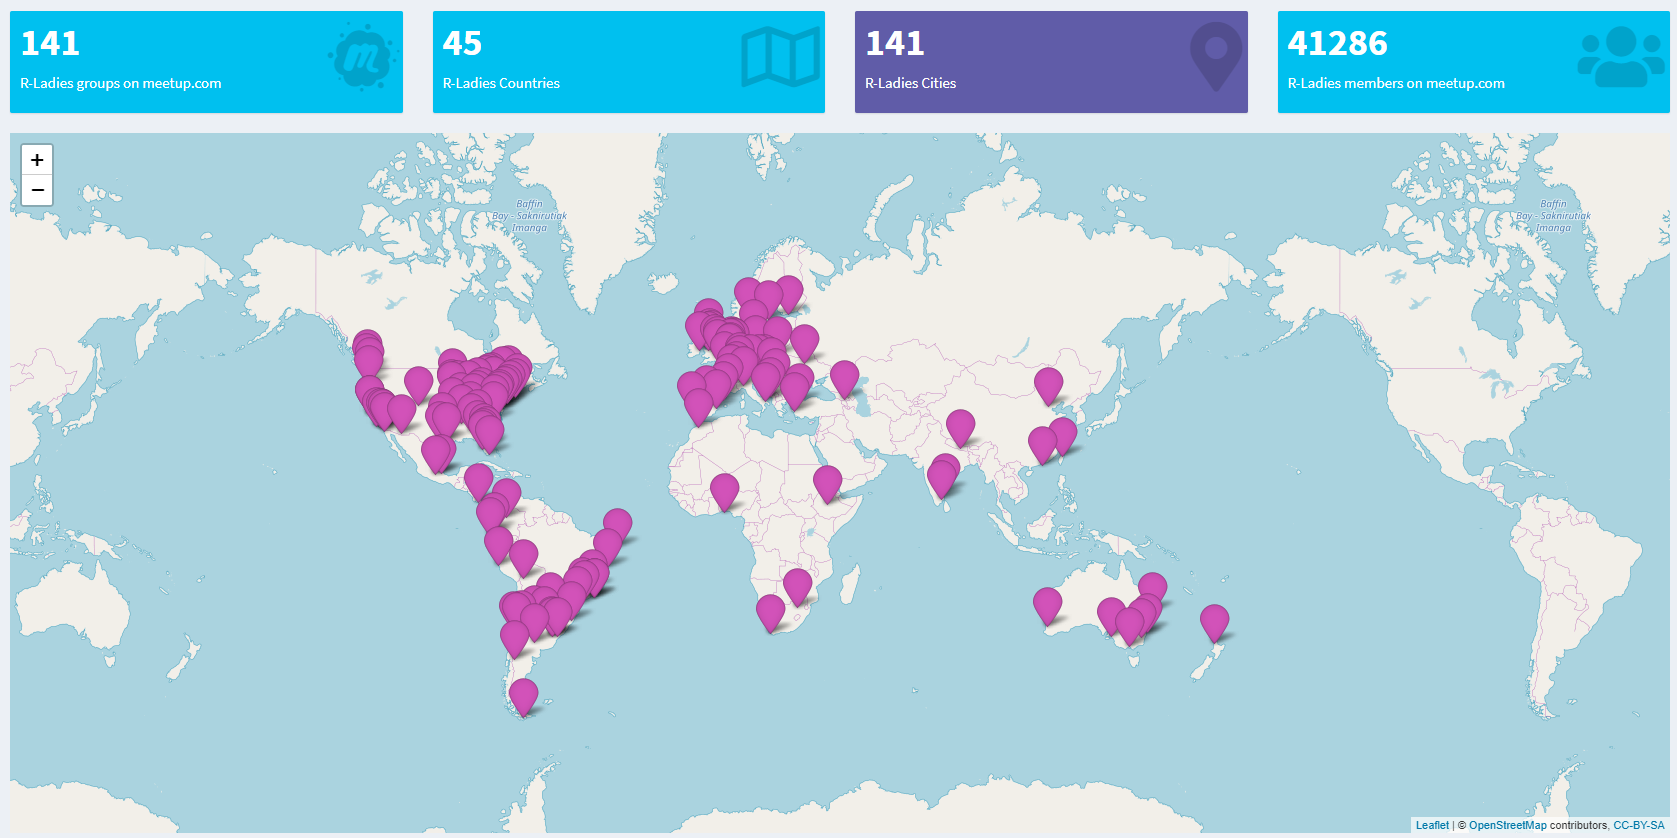 141
R-Ladies groups on meetup.com
45
R-Ladies Countries
141
R-Ladies Cities
41286
R-Ladies members on meetup.com
+
−
Baffin
Bay - Saknirutiak
Imanga
Baffin
Bay - Saknirutiak
Imanga
Leaflet | © OpenStreetMap contributors, CC-BY-SA